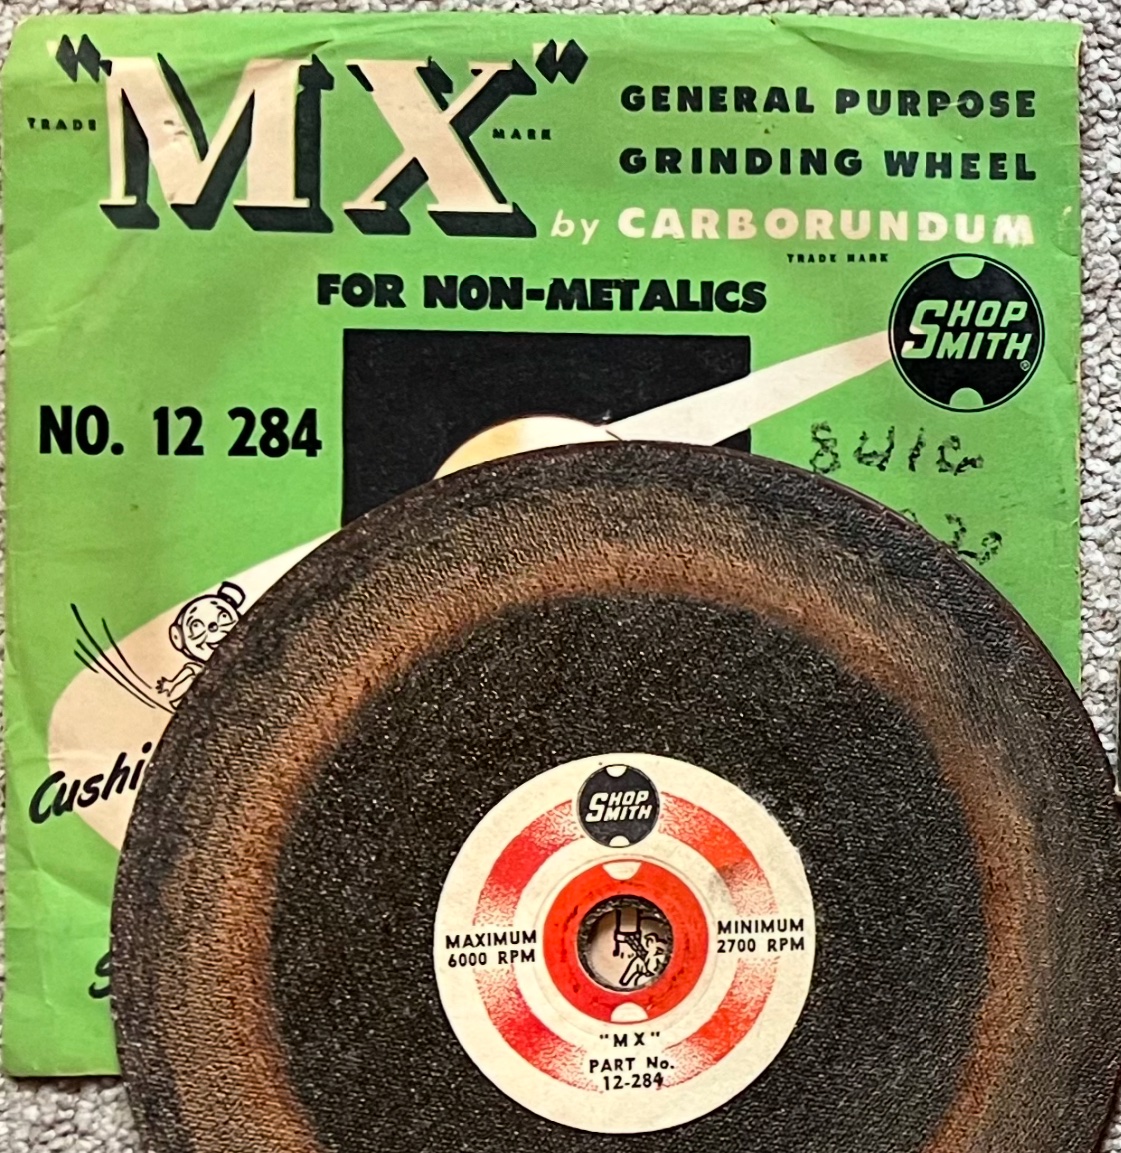 "MX"
TRADE MARK
GENERAL PURPOSE
GRINDING WHEEL
by CARBORUNDUM
TRADE MARK
FOR NON-METALICS
SHOP
SMITH
®
NO. 12 284
Cushi
SHOP
SMITH
MAXIMUM
6000 RPM
MINIMUM
2700 RPM
"MX"
PART No.
12-284